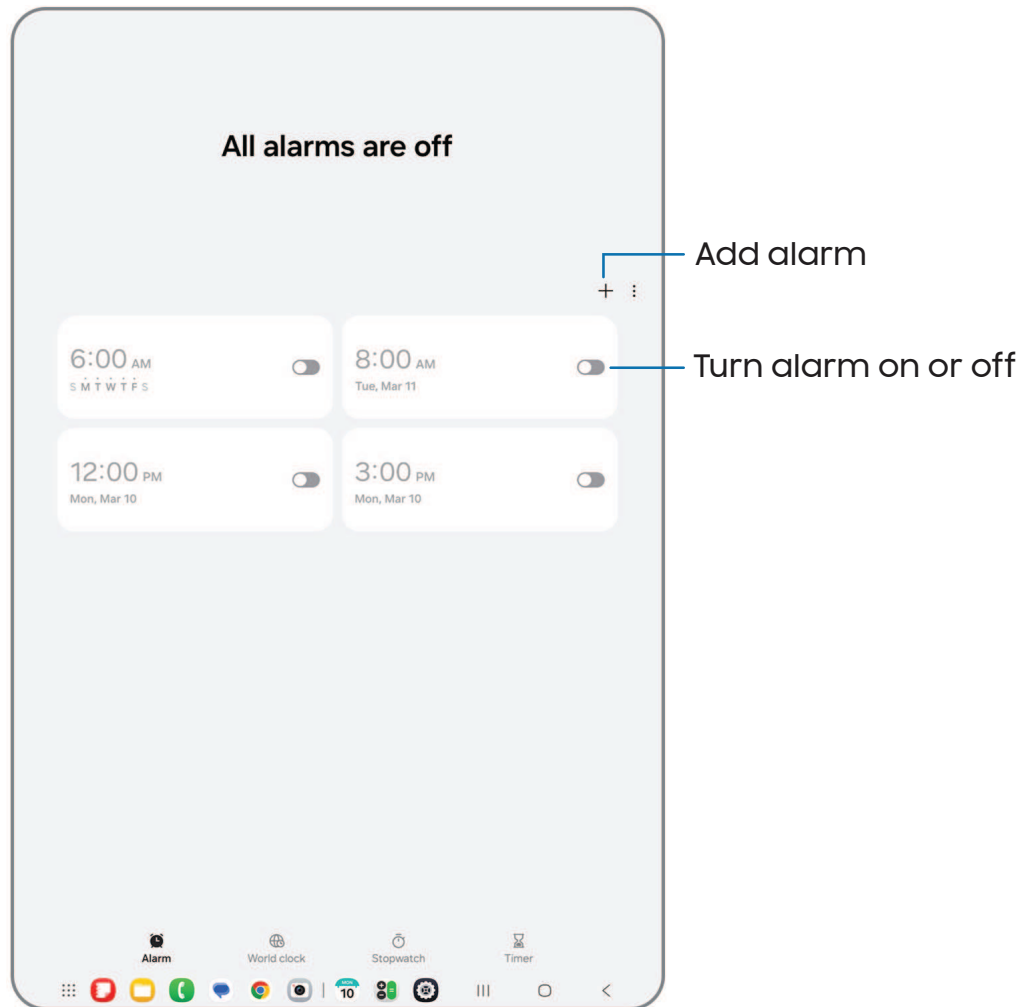 All alarms are off
Add alarm
6:00 AM
S M T W T F S
8:00 AM
Tue, Mar 11
Turn alarm on or off
12:00 PM
Mon, Mar 10
3:00 PM
Mon, Mar 10
Alarm
World clock
Stopwatch
Timer
MON
10